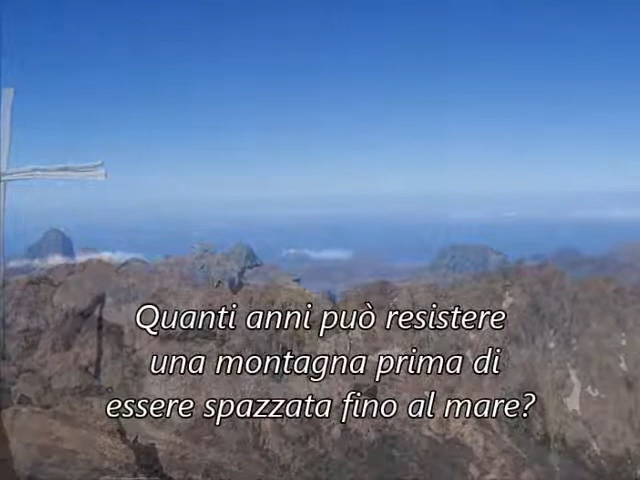 Quanti anni può resistere
una montagna prima di
essere spazzata fino al mare?